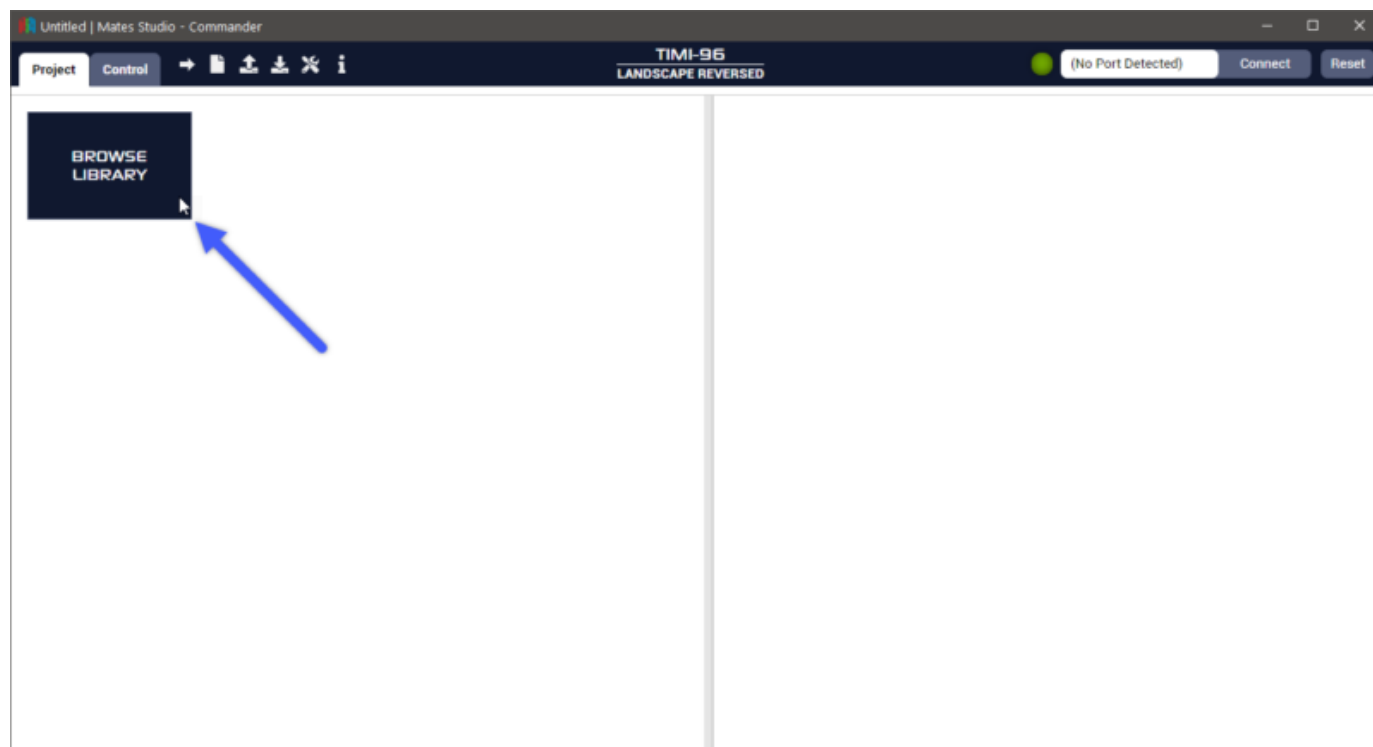 Untitled | Mates Studio - Commander
Project
Control
TIMI-96
LANDSCAPE REVERSED
(No Port Detected)
Connect
Reset
BROWSE
LIBRARY